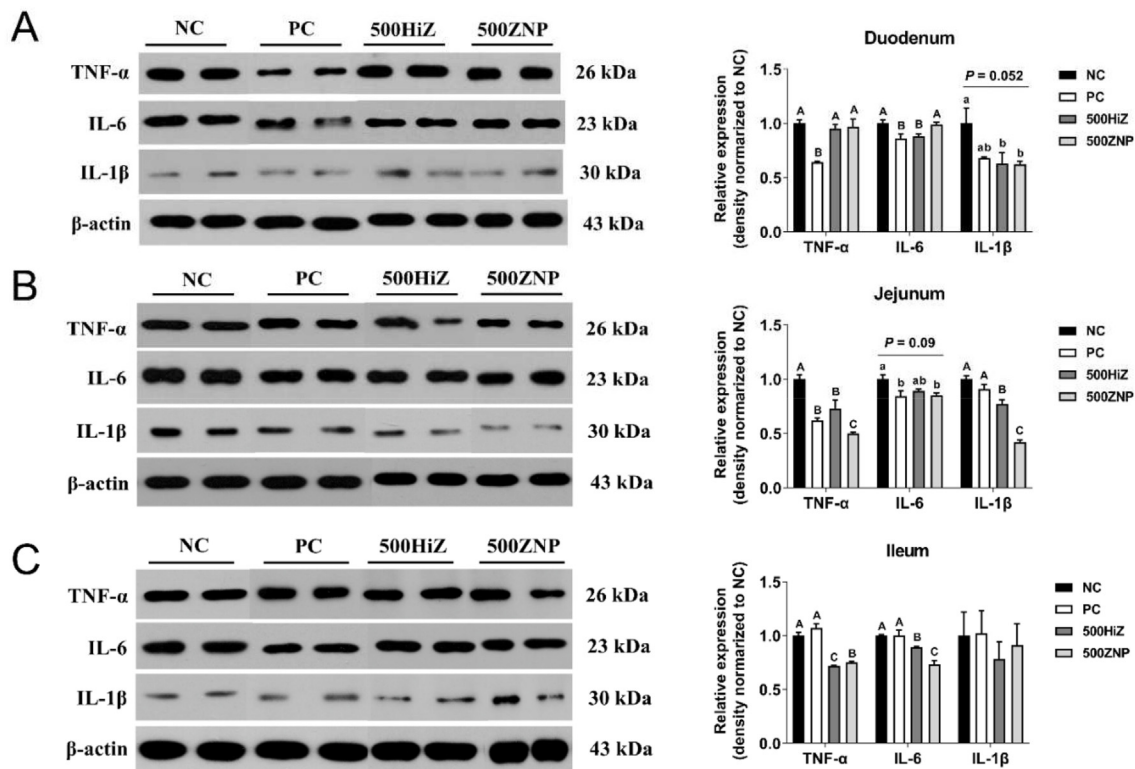 A
NC PC 500HiZ 500ZNP
TNF-α 26 kDa
IL-6 23 kDa
IL-1β 30 kDa
β-actin 43 kDa
Duodenum
Relative expression
(density normarized to NC)
1.5
1.0
0.5
0.0
P = 0.052
A B A A
A B B A
a ab b b
TNF-α IL-6 IL-1β
NC
PC
500HiZ
500ZNP
B
NC PC 500HiZ 500ZNP
TNF-α 26 kDa
IL-6 23 kDa
IL-1β 30 kDa
β-actin 43 kDa
Jejunum
Relative expression
(density normarized to NC)
1.5
1.0
0.5
0.0
P = 0.09
A B B C
a b ab b
A A B C
TNF-α IL-6 IL-1β
NC
PC
500HiZ
500ZNP
C
NC PC 500HiZ 500ZNP
TNF-α 26 kDa
IL-6 23 kDa
IL-1β 30 kDa
β-actin 43 kDa
Ileum
Relative expression
(density normarized to NC)
1.5
1.0
0.5
0.0
A A C B
A A B C
TNF-α IL-6 IL-1β
NC
PC
500HiZ
500ZNP